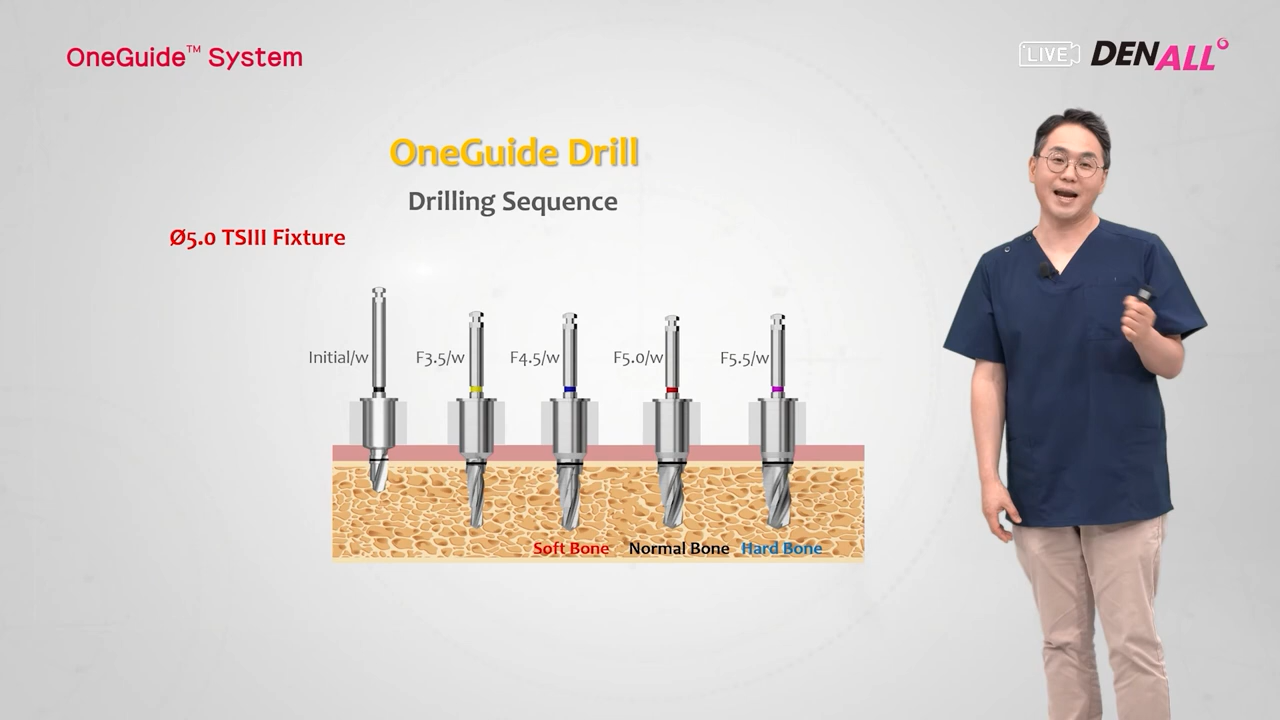 OneGuide™ System
LIVE
DENALL
OneGuide Drill
Drilling Sequence
Ø5.0 TSIII Fixture
Initial/w
F3.5/w
F4.5/w
F5.0/w
F5.5/w
Soft Bone
Normal Bone
Hard Bone